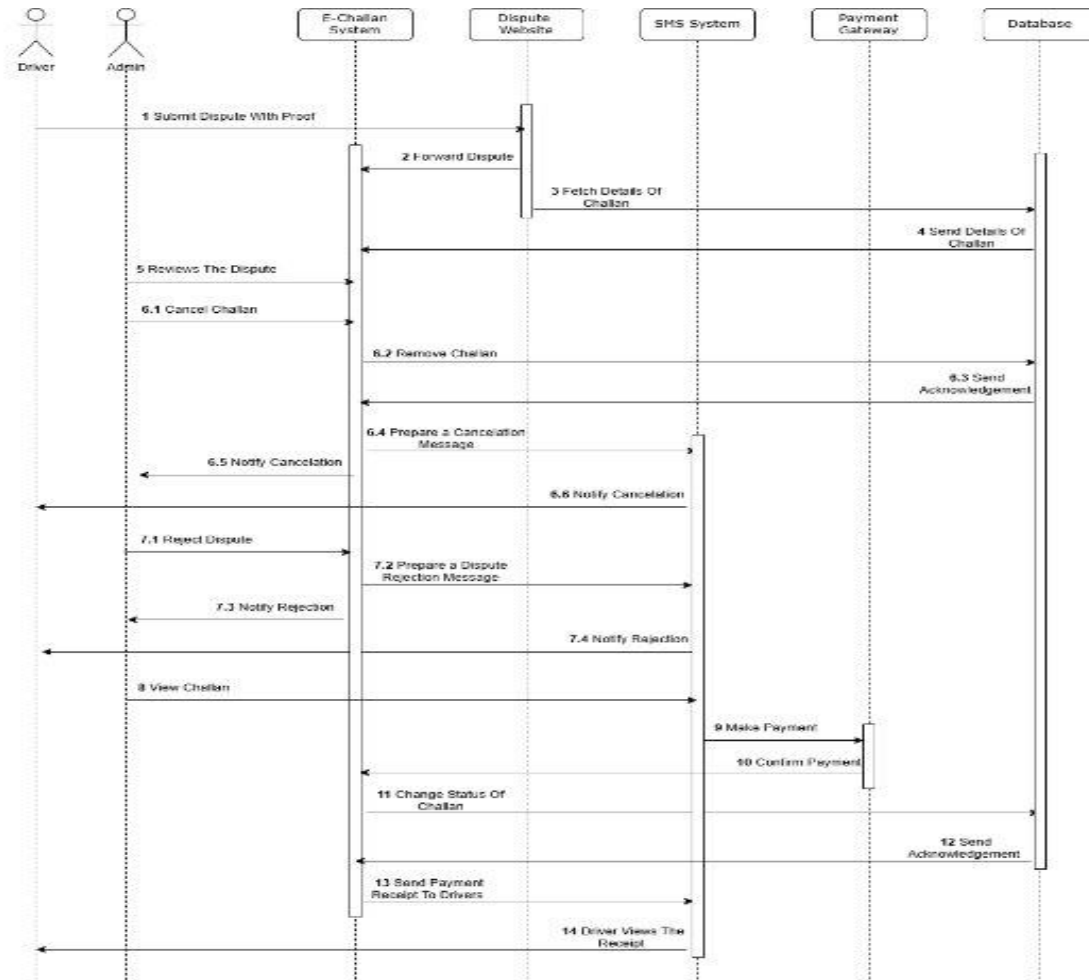 E-Challan
System
Dispute
Website
SMS System
Payment
Gateway
Database
Driver
Admin
1 Submit Dispute With Proof
2 Forward Dispute
3 Fetch Details Of
Challan
4 Send Details Of
Challan
5 Reviews The Dispute
6.1 Cancel Challan
6.2 Remove Challan
6.3 Send
Acknowledgement
6.4 Prepare a Cancelation
Message
6.5 Notify Cancelation
6.6 Notify Cancelation
7.1 Reject Dispute
7.2 Prepare a Dispute
Rejection Message
7.3 Notify Rejection
7.4 Notify Rejection
8 View Challan
9 Make Payment
10 Confirm Payment
11 Change Status Of
Challan
12 Send
Acknowledgement
13 Send Payment
Receipt To Drivers
14 Driver Views The
Receipt